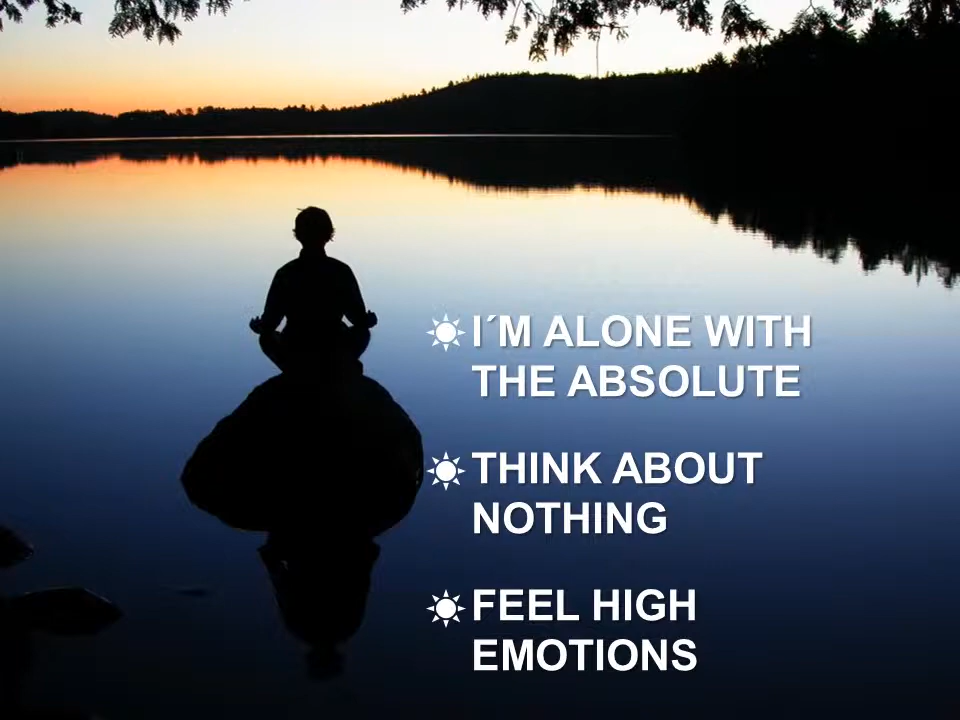 I´M ALONE WITH
THE ABSOLUTE
THINK ABOUT
NOTHING
FEEL HIGH
EMOTIONS